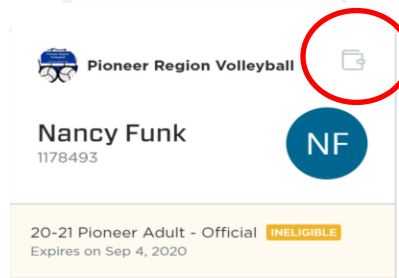 Pioneer Region Volleyball
Nancy Funk
1178493
NF
20-21 Pioneer Adult - Official INELIGIBLE
Expires on Sep 4, 2020